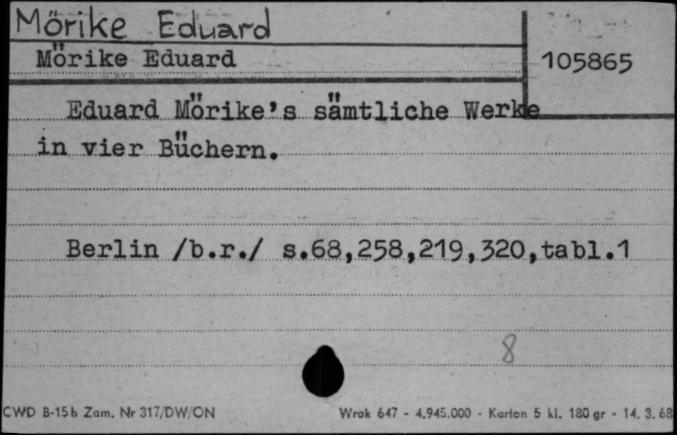 Mörike Eduard
Mörike Eduard
105865
Eduard Mörike's sämtliche Werke
in vier Büchern.
Berlin /b.r./ s.68,258,219,320,tabl.1
8
CWD B-15b Zam. Nr 317/DW/ON Wrok 647 - 4.945.000 - Karton 5 kl. 180 gr - 14. 3. 68